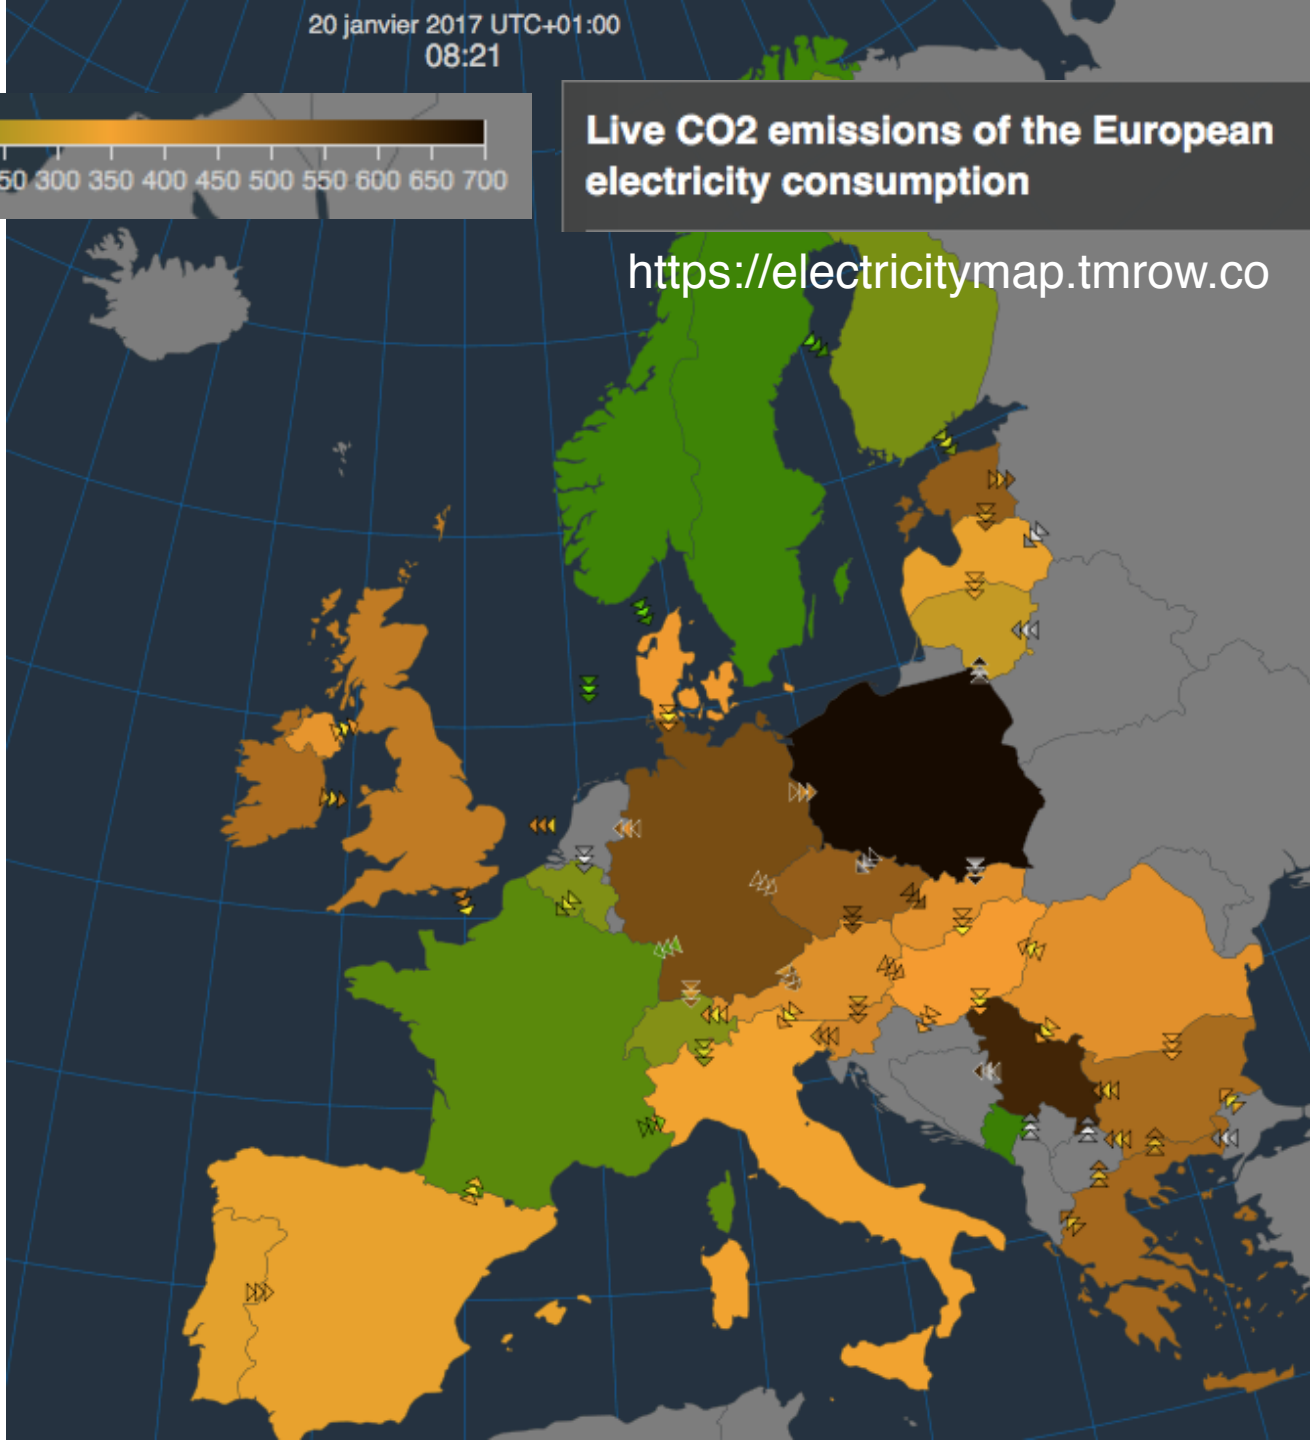 20 janvier 2017 UTC+01:00
08:21
Live CO2 emissions of the European
electricity consumption
50 300 350 400 450 500 550 600 650 700
https://electricitymap.tmrow.co